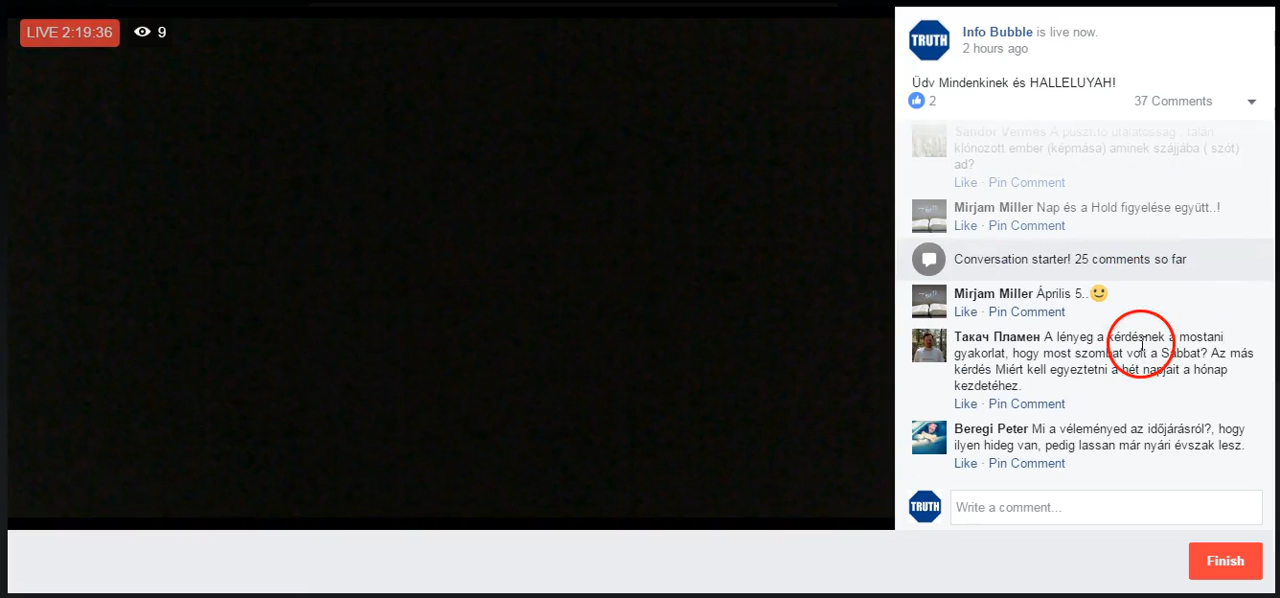 LIVE 2:19:36
9
TRUTH
Info Bubble is live now.
2 hours ago
Üdv Mindenkinek és HALLELUYAH!
2
37 Comments
Sándor Vermes A pusztító utálatosság , talán
klónozott ember (képmása) aminek szájjába ( szót)
ad?
Like · Pin Comment
Mirjam Miller Nap és a Hold figyelése együtt..!
Like · Pin Comment
Conversation starter! 25 comments so far
Mirjam Miller Április 5..
Like · Pin Comment
Такач Пламен A lényeg a kérdésnek a mostani
gyakorlat, hogy most szombat volt a Sabbat? Az más
kérdés Miért kell egyeztetni a hét napjait a hónap
kezdetéhez.
Like · Pin Comment
Beregi Peter Mi a véleményed az időjárásról?, hogy
ilyen hideg van, pedig lassan már nyári évszak lesz.
Like · Pin Comment
TRUTH
Write a comment...
Finish